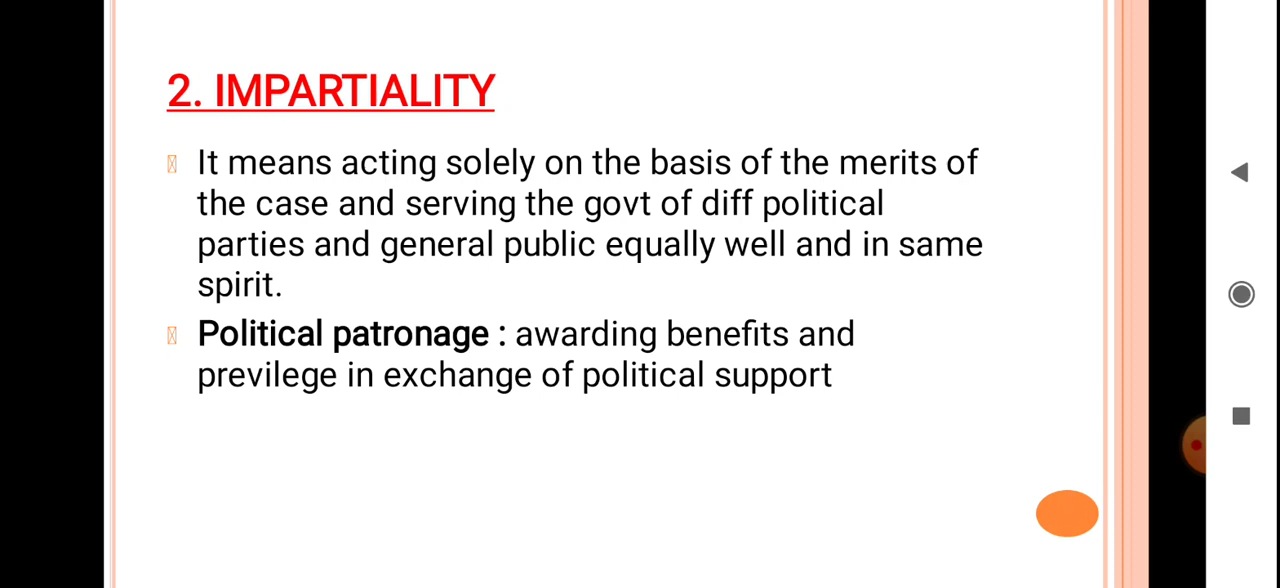 2. IMPARTIALITY
It means acting solely on the basis of the merits of
the case and serving the govt of diff political
parties and general public equally well and in same
spirit.
Political patronage : awarding benefits and
previlege in exchange of political support